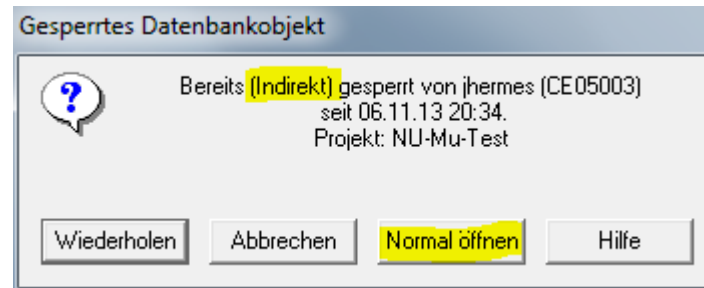 Gesperrtes Datenbankobjekt
Bereits (Indirekt) gesperrt von jhermes (CE05003)
seit 06.11.13 20:34.
Projekt: NU-Mu-Test
Wiederholen Abbrechen Normal öffnen Hilfe